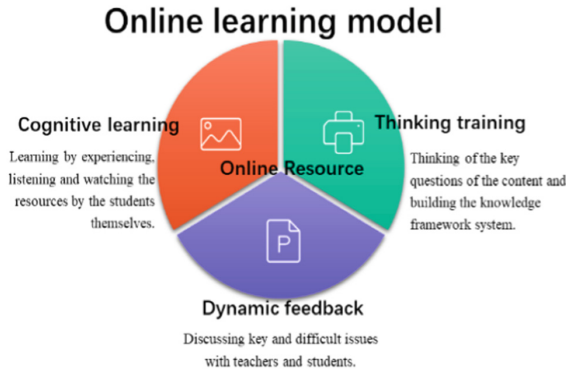 Online learning model
Cognitive learning
Learning by experiencing,
listening and watching the
resources by the students
themselves.
Thinking training
Thinking of the key
questions of the content and
building the knowledge
framework system.
Online Resource
P
Dynamic feedback
Discussing key and difficult issues
with teachers and students.